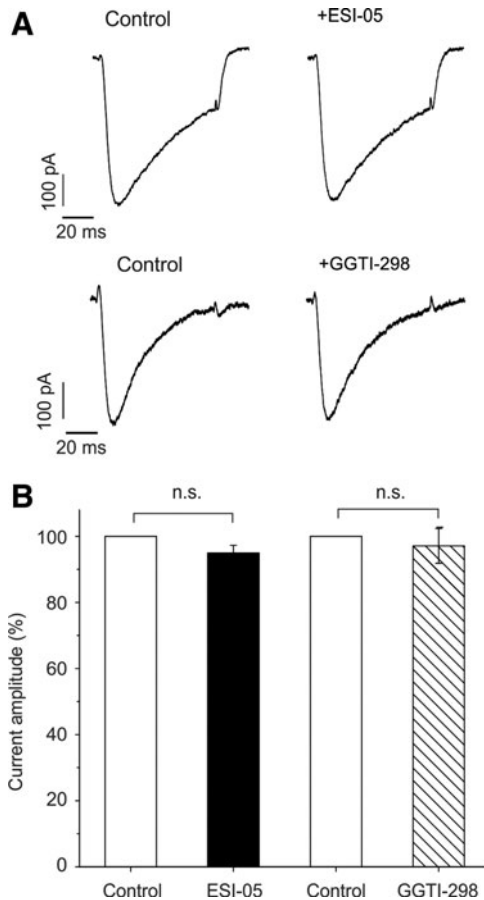 A
Control +ESI-05
100 pA
20 ms
Control +GGTI-298
100 pA
20 ms
B
n.s. n.s.
100
80
60
40
20
0
Current amplitude (%)
Control ESI-05 Control GGTI-298